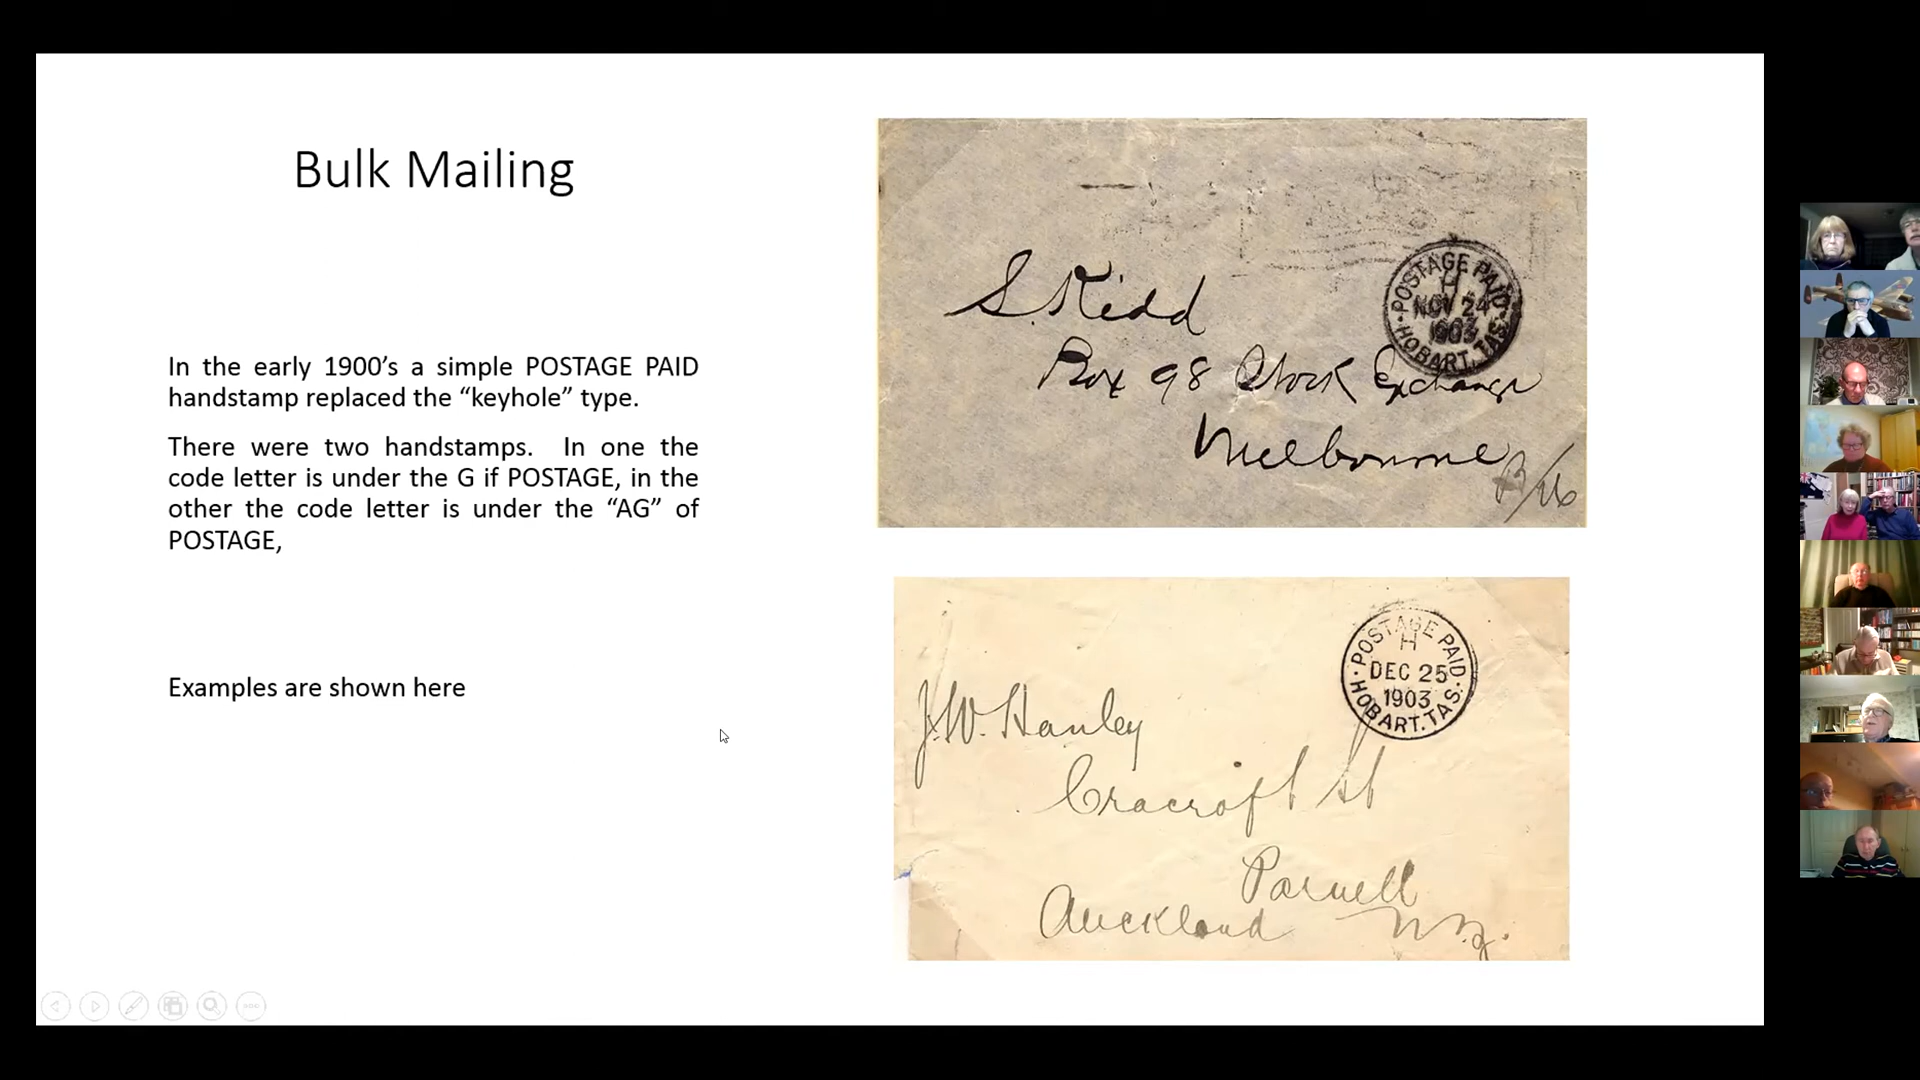 Bulk Mailing
In the early 1900’s a simple POSTAGE PAID
handstamp replaced the “keyhole” type.
There were two handstamps. In one the
code letter is under the G if POSTAGE, in the
other the code letter is under the “AG” of
POSTAGE,
Examples are shown here
POSTAGE PAID
H
NOV 24
1903
HOBART, TAS.
S. Kidd
Box 98 Stock Exchange
Melbourne
POSTAGE PAID
H
DEC 25
1903
HOBART. TAS.
J.W. Hanley
Cracroft St
Parnell
Auckland N.Z.